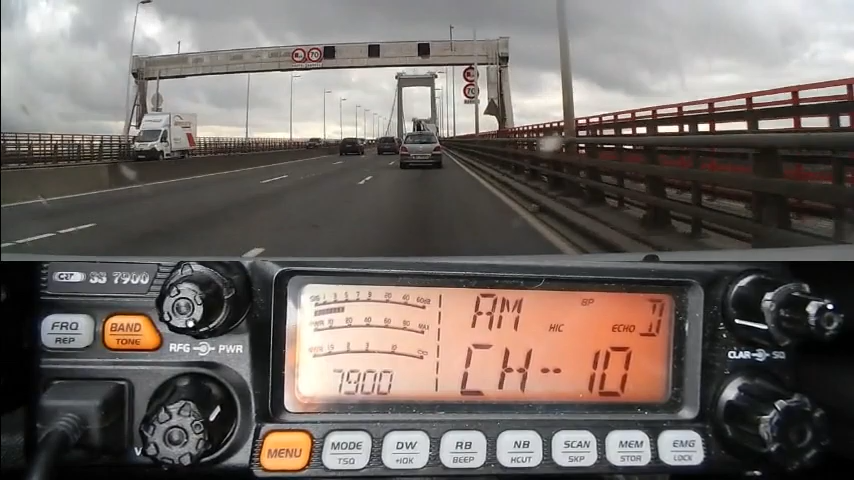 70
70
CRT SS 7900
FRQ
REP
BAND
TONE
RFG PWR
AM
BP
HIC
ECHO
D
CH--10
7900
CLAR SQ
MENU
MODE
TSQ
DW
+10K
RB
BEEP
NB
HCUT
SCAN
SKP
MEM
STOR
EMG
LOCK